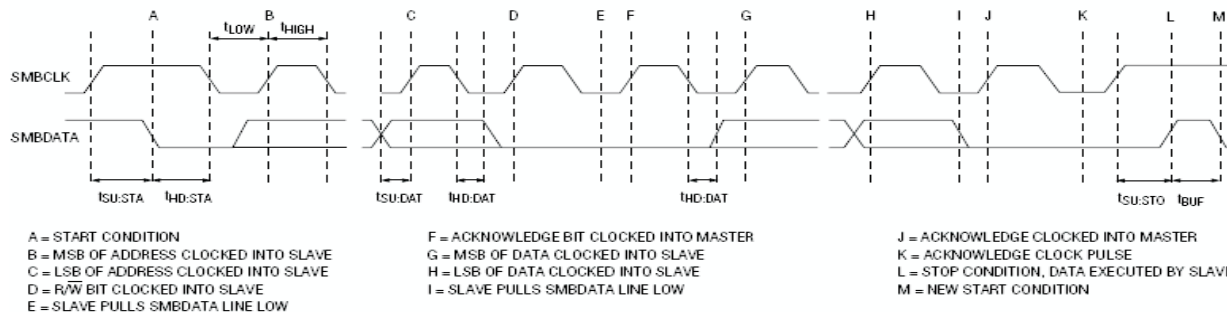 A B C D E F G H I J K L M
tLOW tHIGH
SMBCLK
SMBDATA
tSU:STA tHD:STA tSU:DAT tHD:DAT tHD:DAT tSU:STO tBUF
A = START CONDITION
B = MSB OF ADDRESS CLOCKED INTO SLAVE
C = LSB OF ADDRESS CLOCKED INTO SLAVE
D = R/W̅ BIT CLOCKED INTO SLAVE
E = SLAVE PULLS SMBDATA LINE LOW
F = ACKNOWLEDGE BIT CLOCKED INTO MASTER
G = MSB OF DATA CLOCKED INTO SLAVE
H = LSB OF DATA CLOCKED INTO SLAVE
I = SLAVE PULLS SMBDATA LINE LOW
J = ACKNOWLEDGE CLOCKED INTO MASTER
K = ACKNOWLEDGE CLOCK PULSE
L = STOP CONDITION, DATA EXECUTED BY SLAVE
M = NEW START CONDITION